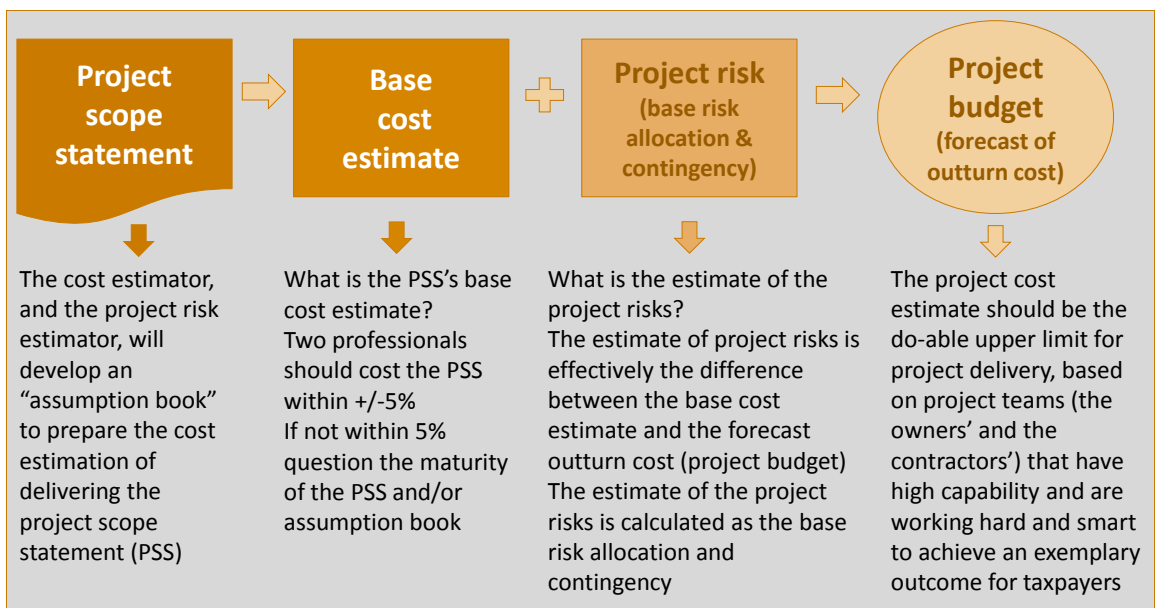 Project
scope
statement
Base
cost
estimate
Project risk
(base risk
allocation &
contingency)
Project
budget
(forecast of
outturn cost)
The cost estimator,
and the project risk
estimator, will
develop an
“assumption book”
to prepare the cost
estimation of
delivering the
project scope
statement (PSS)
What is the PSS’s base
cost estimate?
Two professionals
should cost the PSS
within +/-5%
If not within 5%
question the maturity
of the PSS and/or
assumption book
What is the estimate of the
project risks?
The estimate of project risks is
effectively the difference
between the base cost
estimate and the forecast
outturn cost (project budget)
The estimate of the project
risks is calculated as the base
risk allocation and
contingency
The project cost
estimate should be the
do-able upper limit for
project delivery, based
on project teams (the
owners’ and the
contractors’) that have
high capability and are
working hard and smart
to achieve an exemplary
outcome for taxpayers